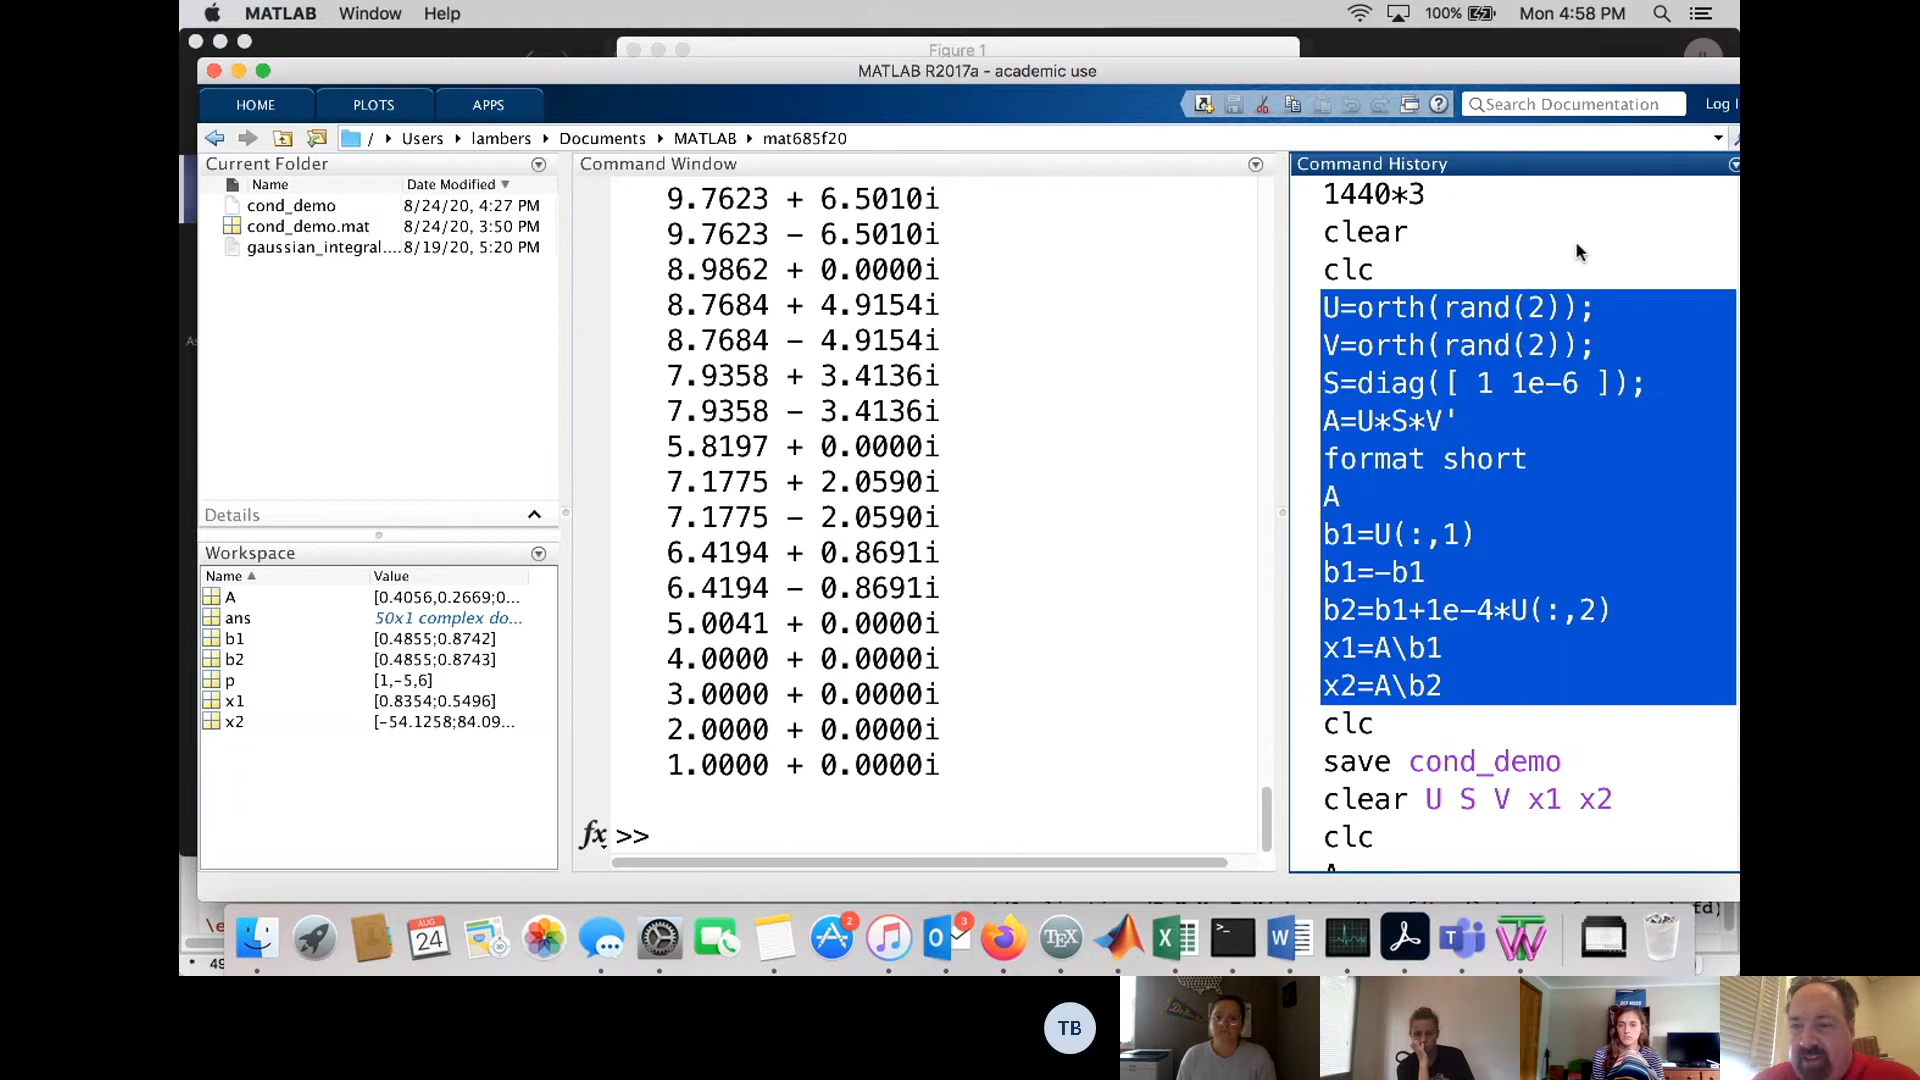 MATLAB Window Help
100% Mon 4:58 PM
Figure 1
MATLAB R2017a - academic use
HOME PLOTS APPS
Search Documentation
Log I
/ Users lambers Documents MATLAB mat685f20
Current Folder
Name Date Modified
cond_demo 8/24/20, 4:27 PM
cond_demo.mat 8/24/20, 3:50 PM
gaussian_integral.... 8/19/20, 5:20 PM
Details
Workspace
Name Value
A [0.4056,0.2669;0...
ans 50x1 complex do...
b1 [0.4855;0.8742]
b2 [0.4855;0.8743]
p [1,-5,6]
x1 [0.8354;0.5496]
x2 [-54.1258;84.09...
Command Window
9.7623 + 6.5010i
9.7623 - 6.5010i
8.9862 + 0.0000i
8.7684 + 4.9154i
8.7684 - 4.9154i
7.9358 + 3.4136i
7.9358 - 3.4136i
5.8197 + 0.0000i
7.1775 + 2.0590i
7.1775 - 2.0590i
6.4194 + 0.8691i
6.4194 - 0.8691i
5.0041 + 0.0000i
4.0000 + 0.0000i
3.0000 + 0.0000i
2.0000 + 0.0000i
1.0000 + 0.0000i
fx >>
Command History
1440*3
clear
clc
U=orth(rand(2));
V=orth(rand(2));
S=diag([ 1 1e-6 ]);
A=U*S*V'
format short
A
b1=U(:,1)
b1=-b1
b2=b1+1e-4*U(:,2)
x1=A\b1
x2=A\b2
clc
save cond_demo
clear U S V x1 x2
clc
\e
fd)
* 49
AUG
24
2
3
TEX
TB